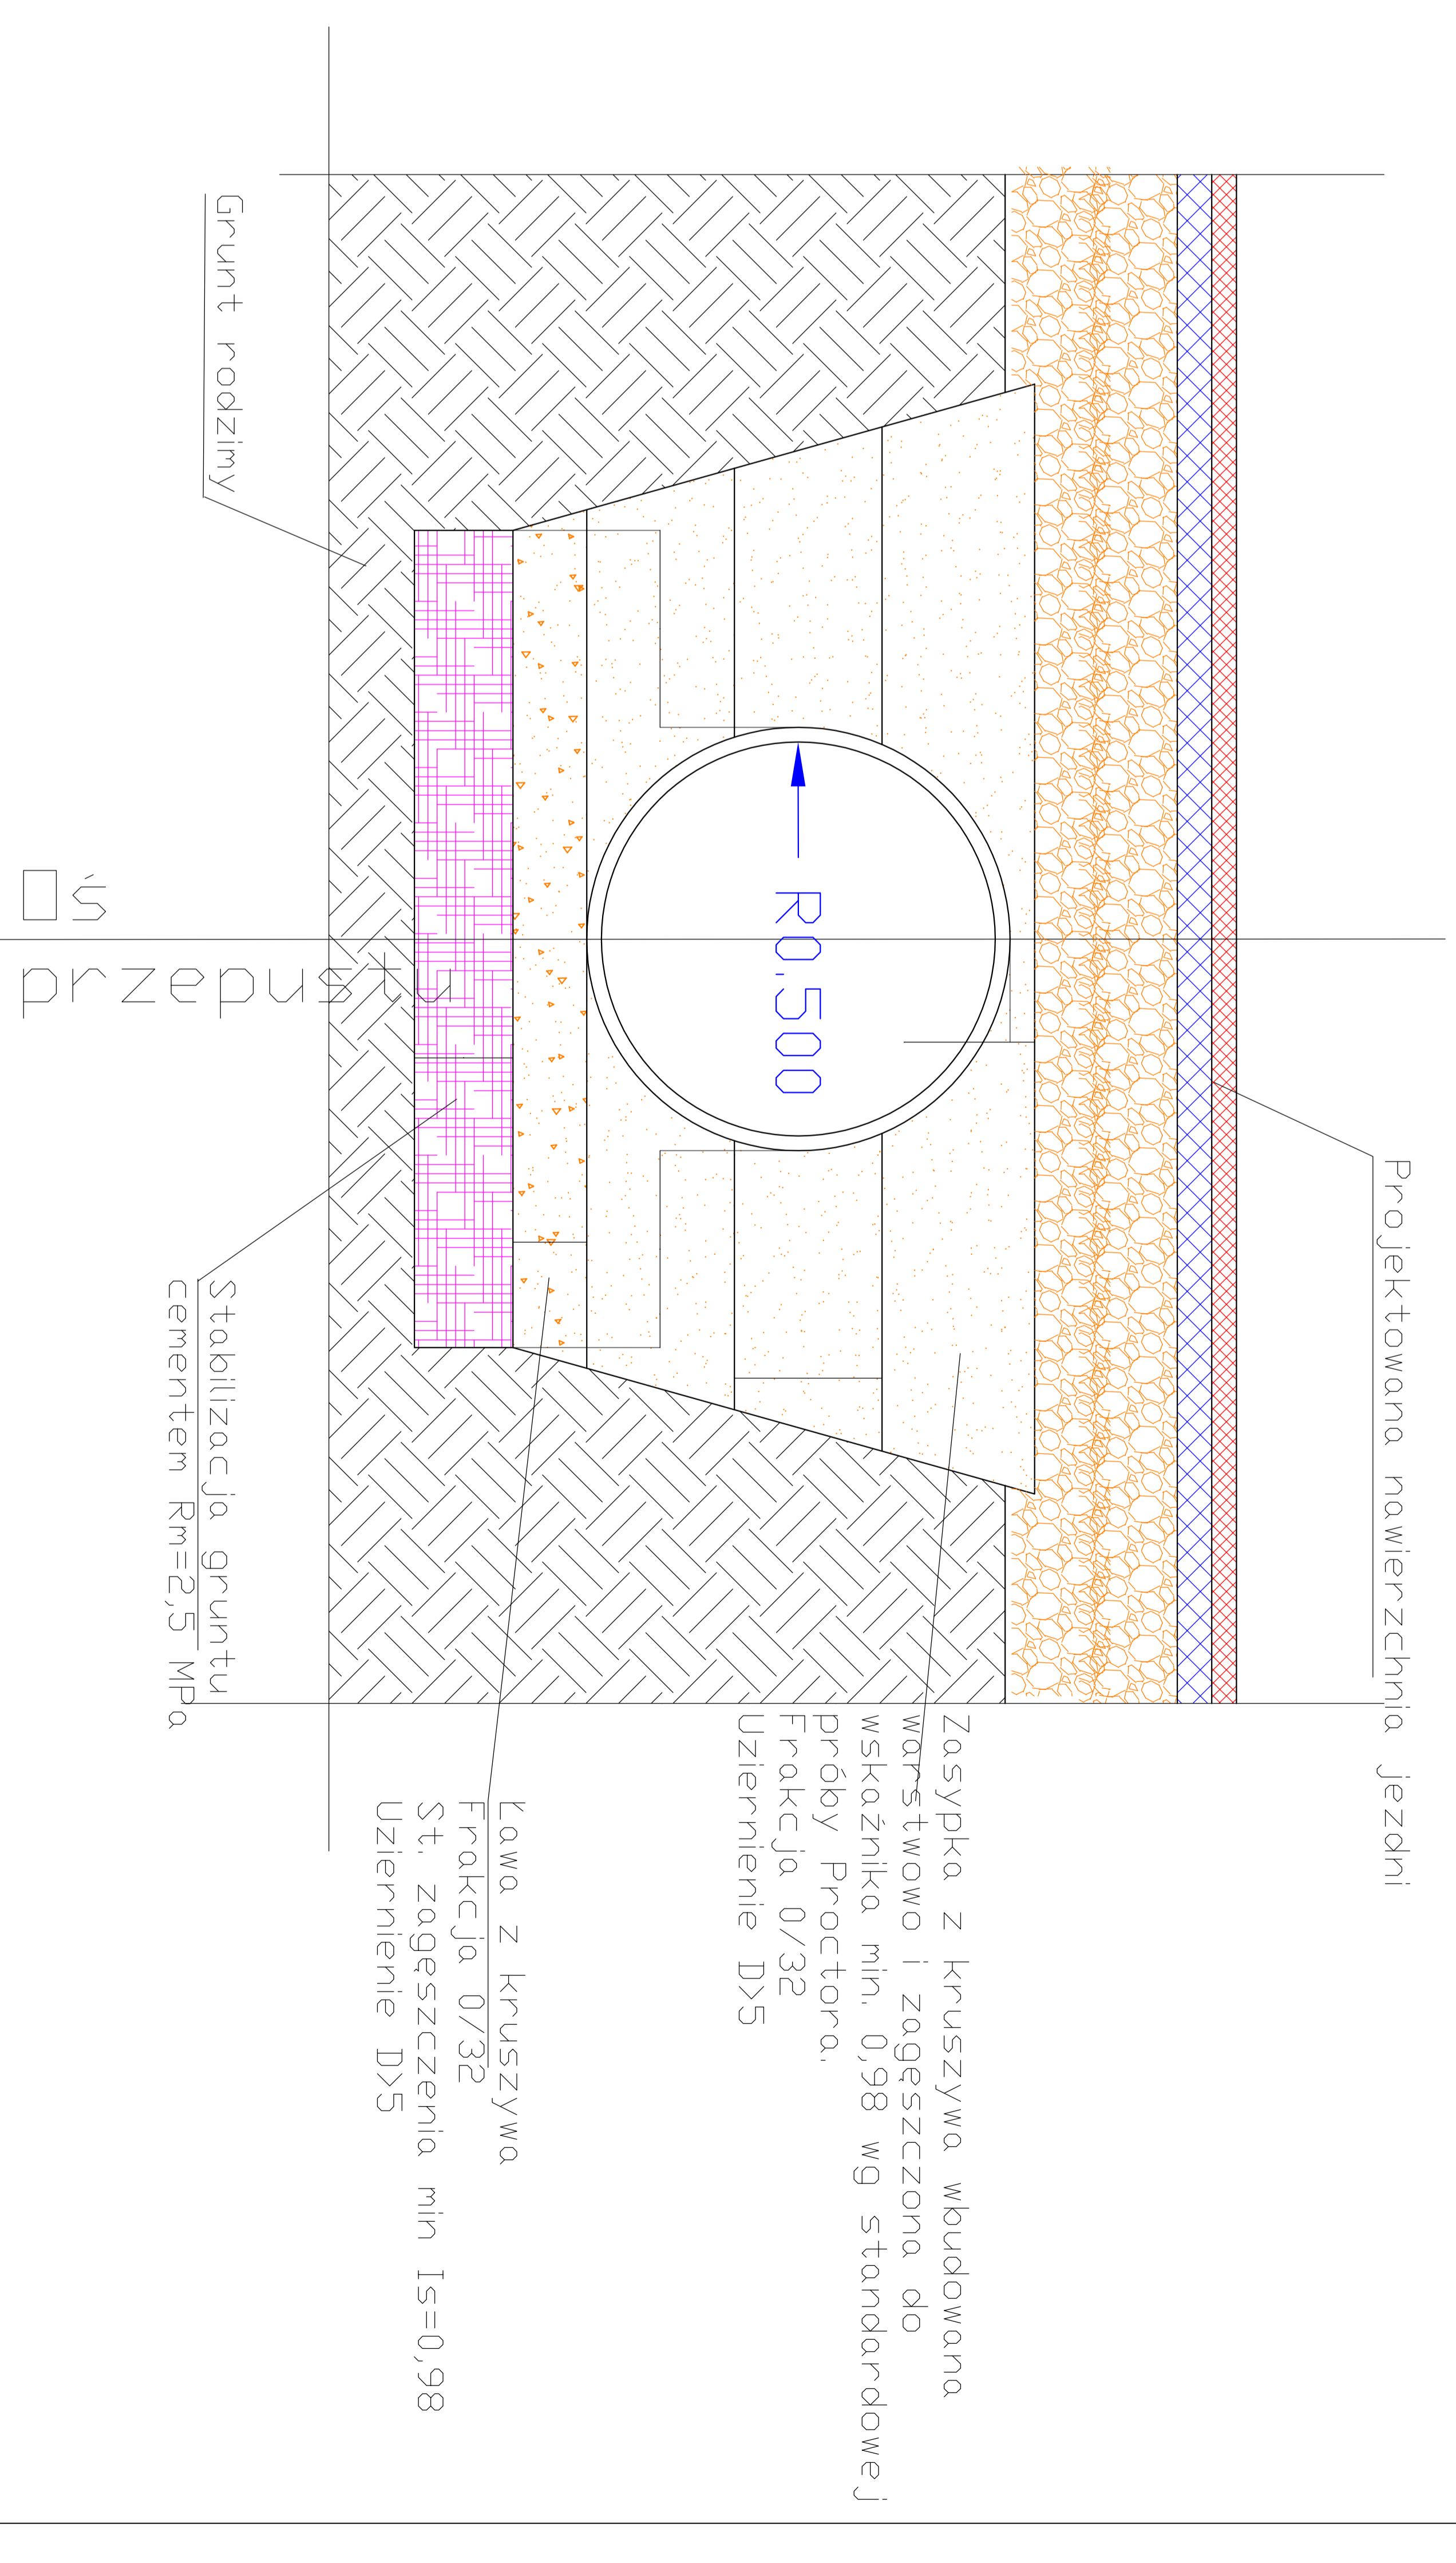 Projektowana nawierzchnia jezdni
Zasypka z kruszywa wbudowana
warstwowo i zagęszczona do
wskaźnika min. 0,98 wg standardowej
próby Proctora.
Frakcja 0/32
Uziernienie D>5
R0.500
Ława z kruszywa
Frakcja 0/32
St. zagęszczenia min Is=0,98
Uziernienie D>5
Grunt rodzimy
Stabilizacja gruntu
cementem Rm=2,5 MPa
Oś
przepustu